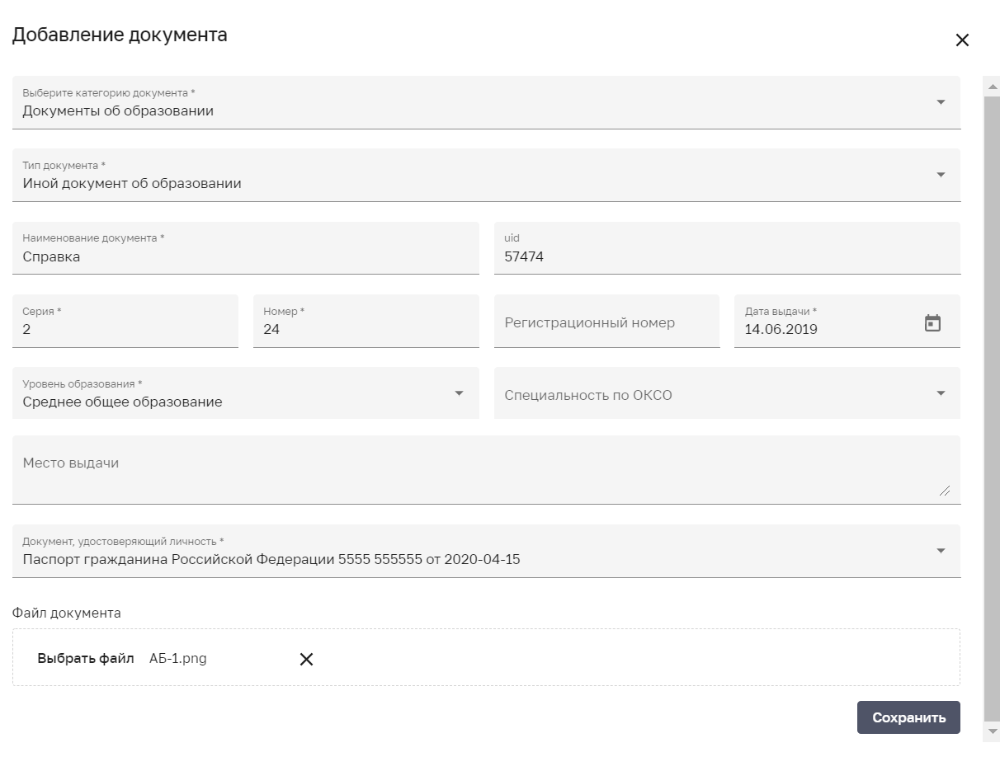 Добавление документа
Выберите категорию документа *
Документы об образовании
Тип документа *
Иной документ об образовании
Наименование документа *
Справка
uid
57474
Серия *
2
Номер *
24
Регистрационный номер
Дата выдачи *
14.06.2019
Уровень образования *
Среднее общее образование
Специальность по ОКСО
Место выдачи
Документ, удостоверяющий личность *
Паспорт гражданина Российской Федерации 5555 555555 от 2020-04-15
Файл документа
Выбрать файл АБ-1.png
Сохранить